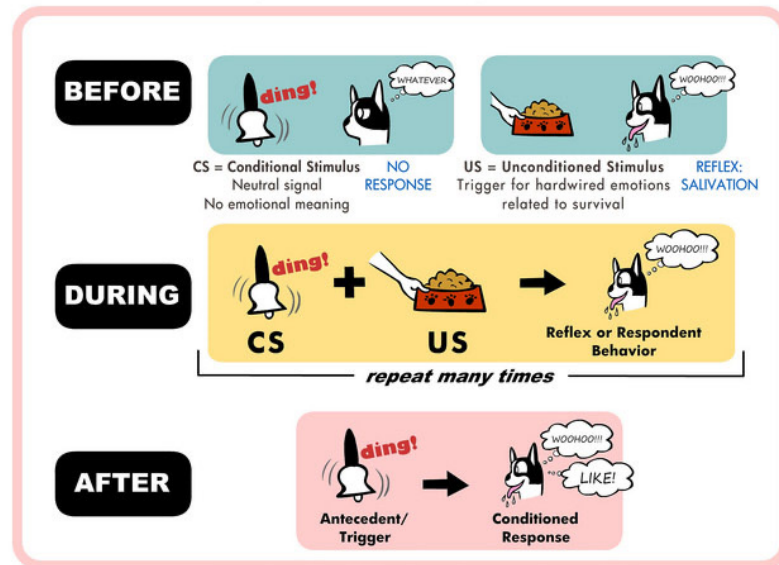 BEFORE
ding!
WHATEVER
WOOHOO!!!
CS = Conditional Stimulus
Neutral signal
No emotional meaning
NO
RESPONSE
US = Unconditioned Stimulus
Trigger for hardwired emotions
related to survival
REFLEX:
SALIVATION
DURING
ding!
WOOHOO!!!
CS
US
Reflex or Respondent
Behavior
repeat many times
AFTER
ding!
WOOHOO!!!
LIKE!
Antecedent/
Trigger
Conditioned
Response